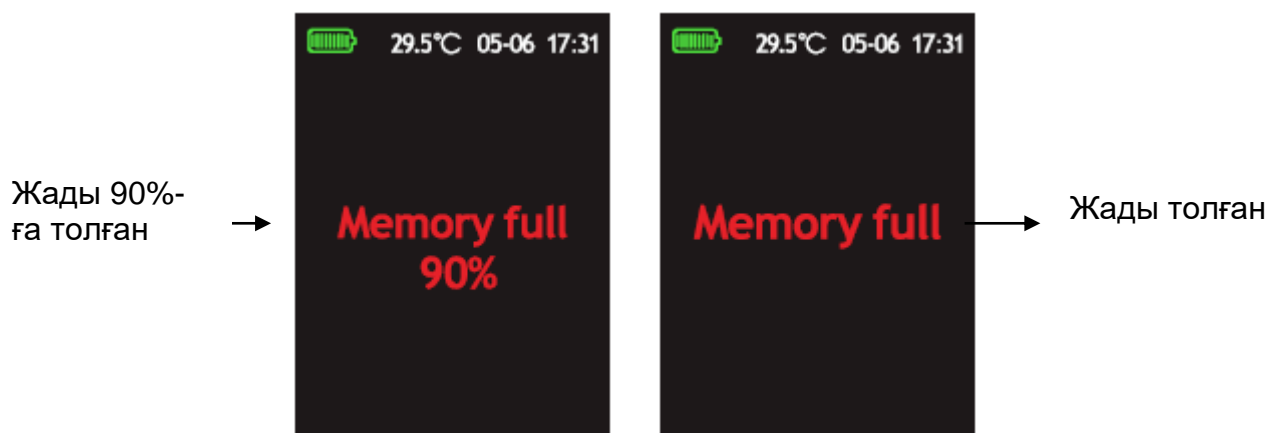 29.5℃ 05-06 17:31
29.5℃ 05-06 17:31
Жады 90%-
ға толған
Memory full
90%
Memory full
Жады толған